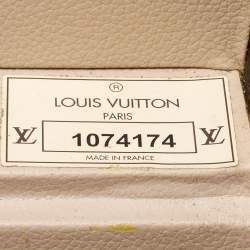 LOUIS VUITTON
PARIS
LV 1074174 LV
MADE IN FRANCE